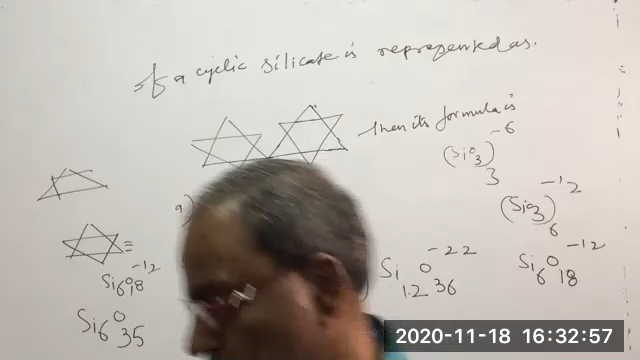 If a cyclic silicate is represented as.
then its formula is
(SiO3)3 -6
a)
(SiO3)6 -12
Si6O18 -12
Si12O36 -22
Si6O18 -12
Si6O35
2020-11-18 16:32:57